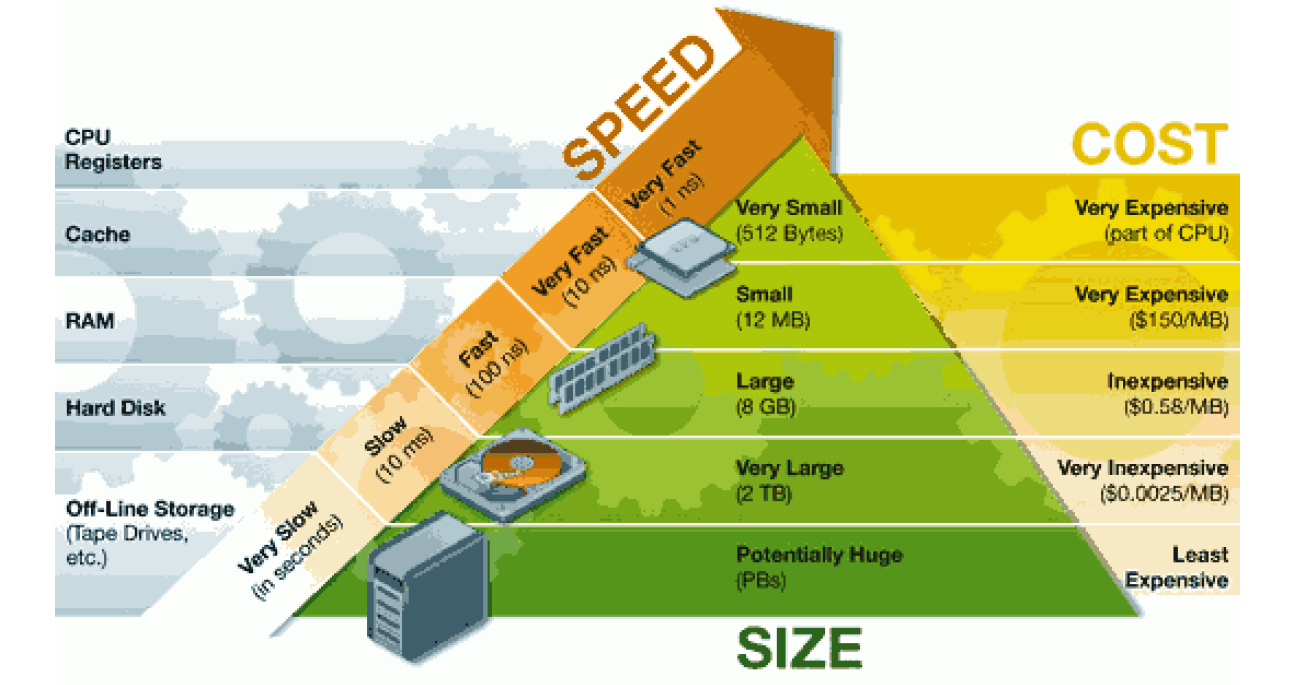 SPEED
COST
CPU
Registers
Very Fast
(1 ns)
Very Small
(512 Bytes)
Very Expensive
(part of CPU)
Cache
Very Fast
(10 ns)
Small
(12 MB)
Very Expensive
($150/MB)
RAM
Fast
(100 ns)
Large
(8 GB)
Inexpensive
($0.58/MB)
Hard Disk
Slow
(10 ms)
Very Large
(2 TB)
Very Inexpensive
($0.0025/MB)
Off-Line Storage
(Tape Drives,
etc.)
Very Slow
(in seconds)
Potentially Huge
(PBs)
Least
Expensive
SIZE